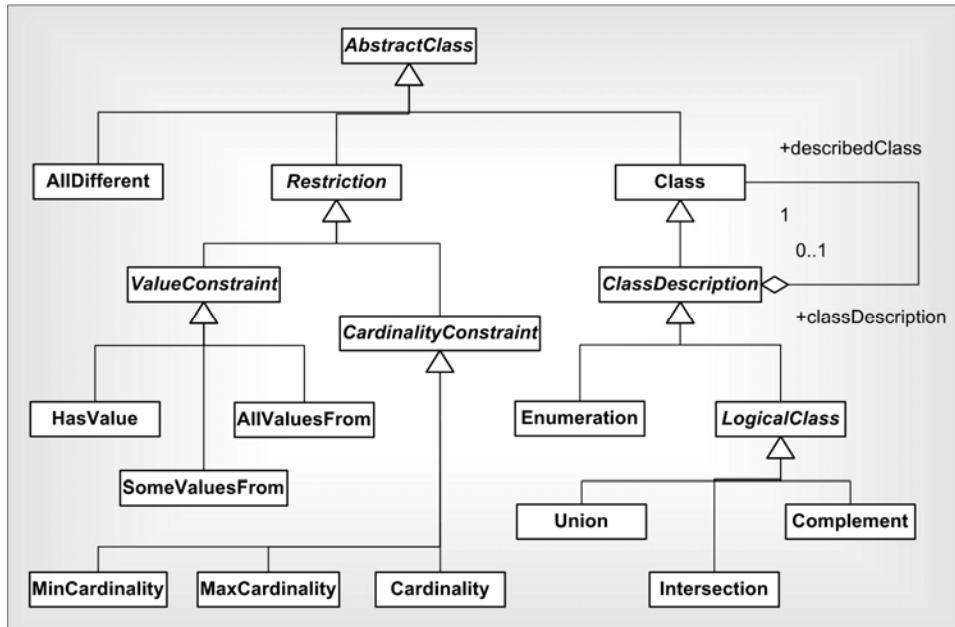 AbstractClass
AllDifferent
Restriction
Class
+describedClass
1
0..1
ValueConstraint
ClassDescription
+classDescription
CardinalityConstraint
HasValue
AllValuesFrom
Enumeration
LogicalClass
SomeValuesFrom
Union
Complement
MinCardinality
MaxCardinality
Cardinality
Intersection